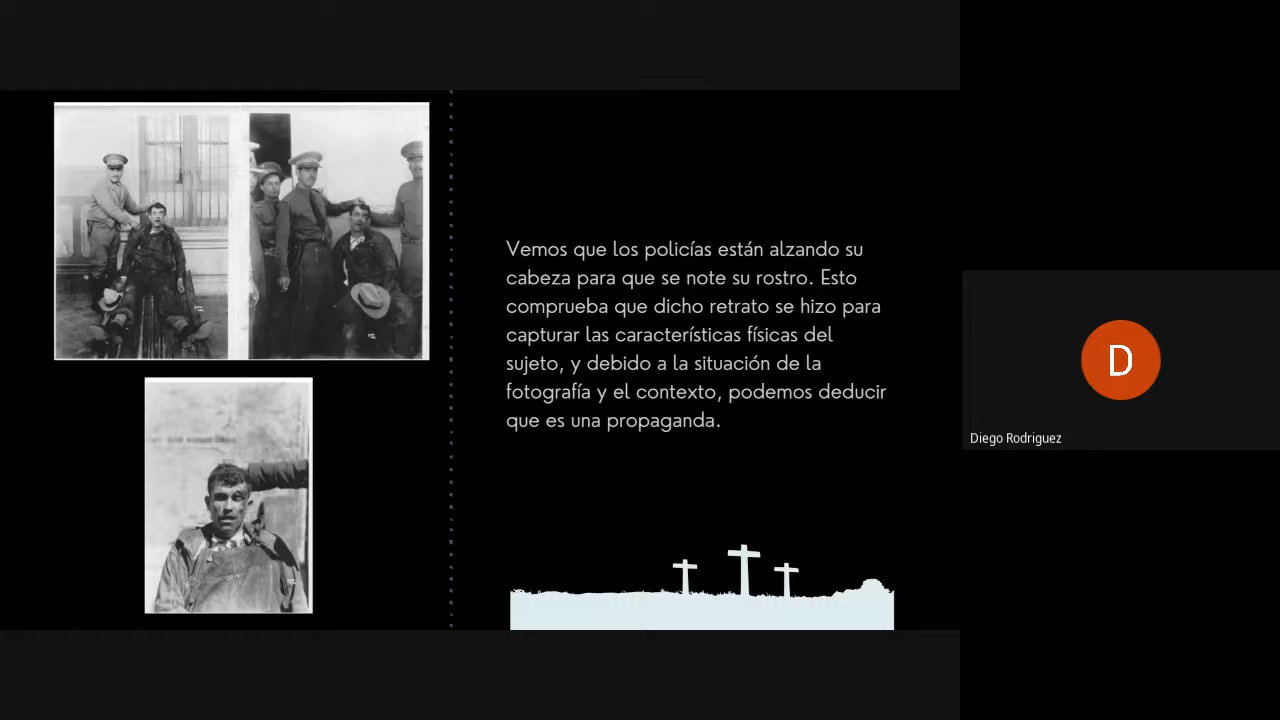 Vemos que los policías están alzando su
cabeza para que se note su rostro. Esto
comprueba que dicho retrato se hizo para
capturar las características físicas del
sujeto, y debido a la situación de la
fotografía y el contexto, podemos deducir
que es una propaganda.
D
Diego Rodriguez